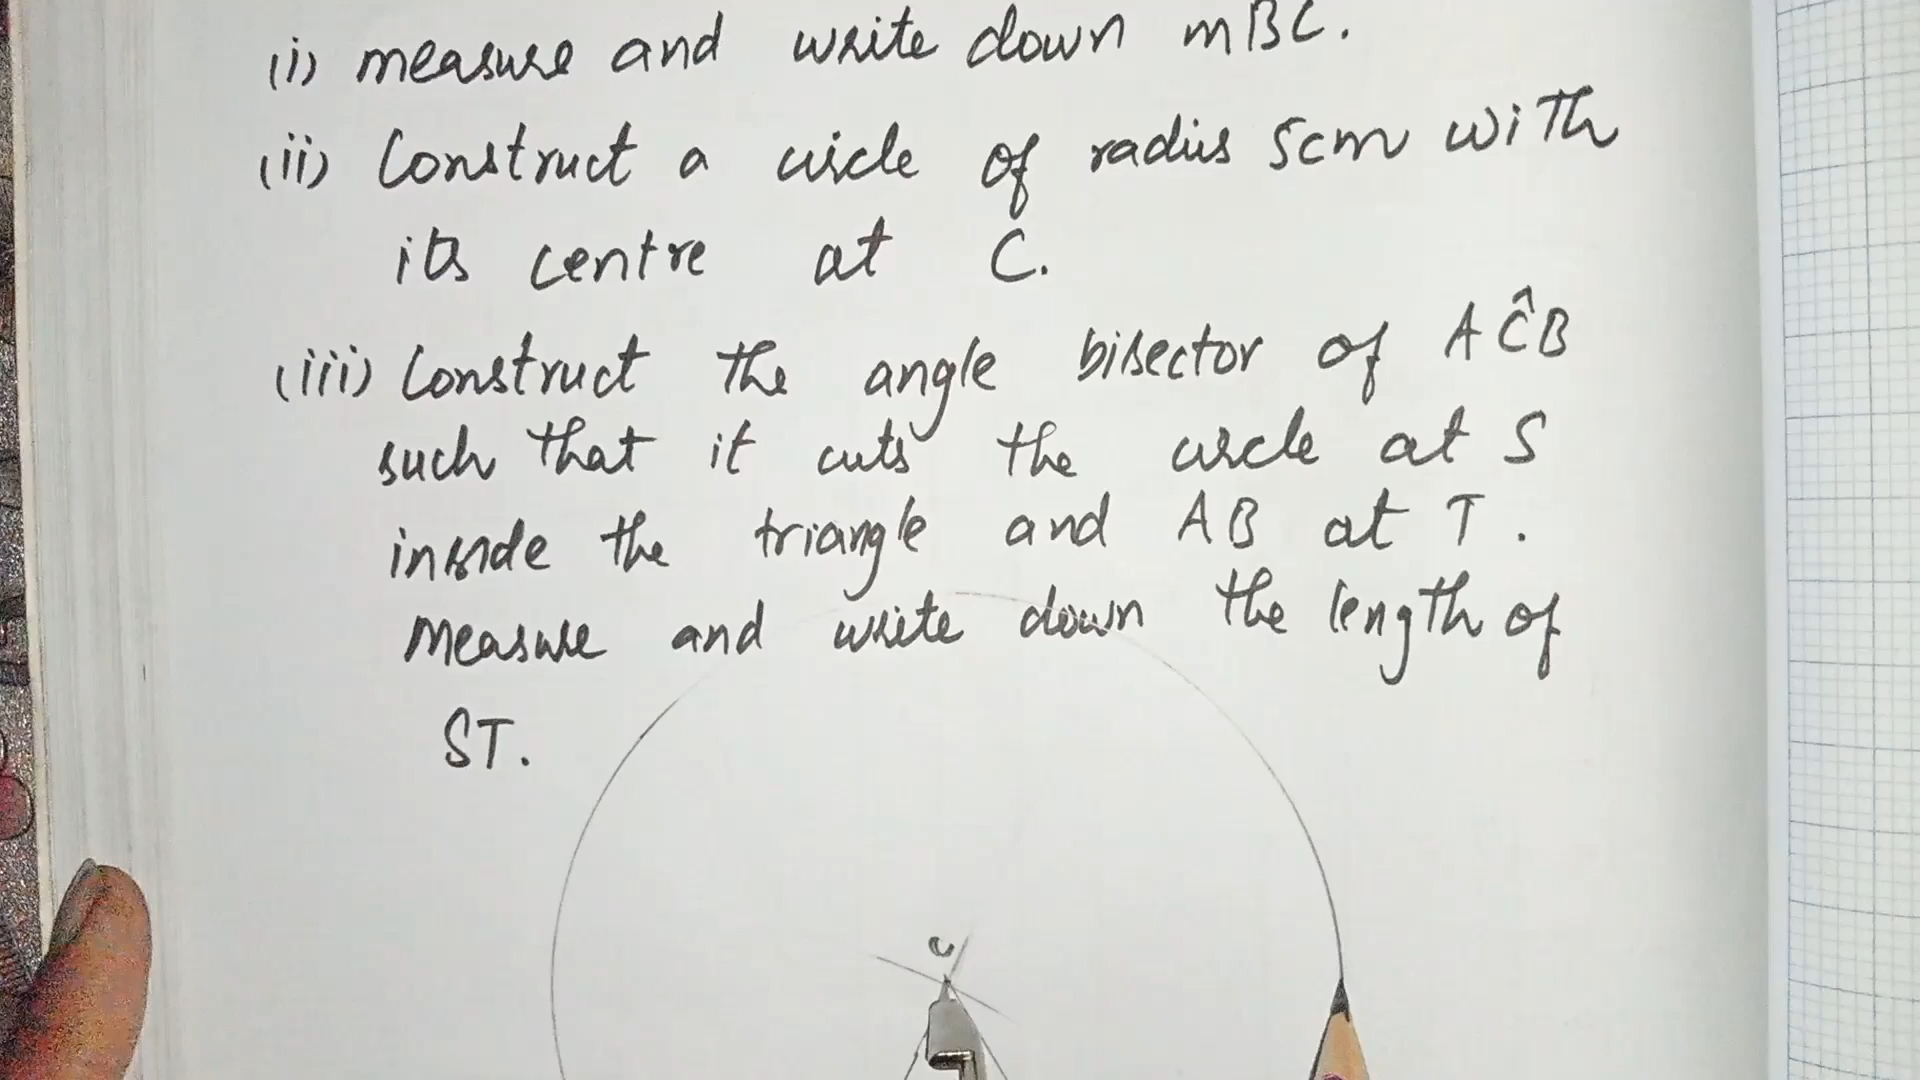 (i) measure and write down mBC.
(ii) Construct a circle of radius 5cm with
its centre at C.
(iii) Construct the angle bisector of AĈB
such that it cuts the circle at S
inside the triangle and AB at T.
Measure and write down the length of
ST.
C